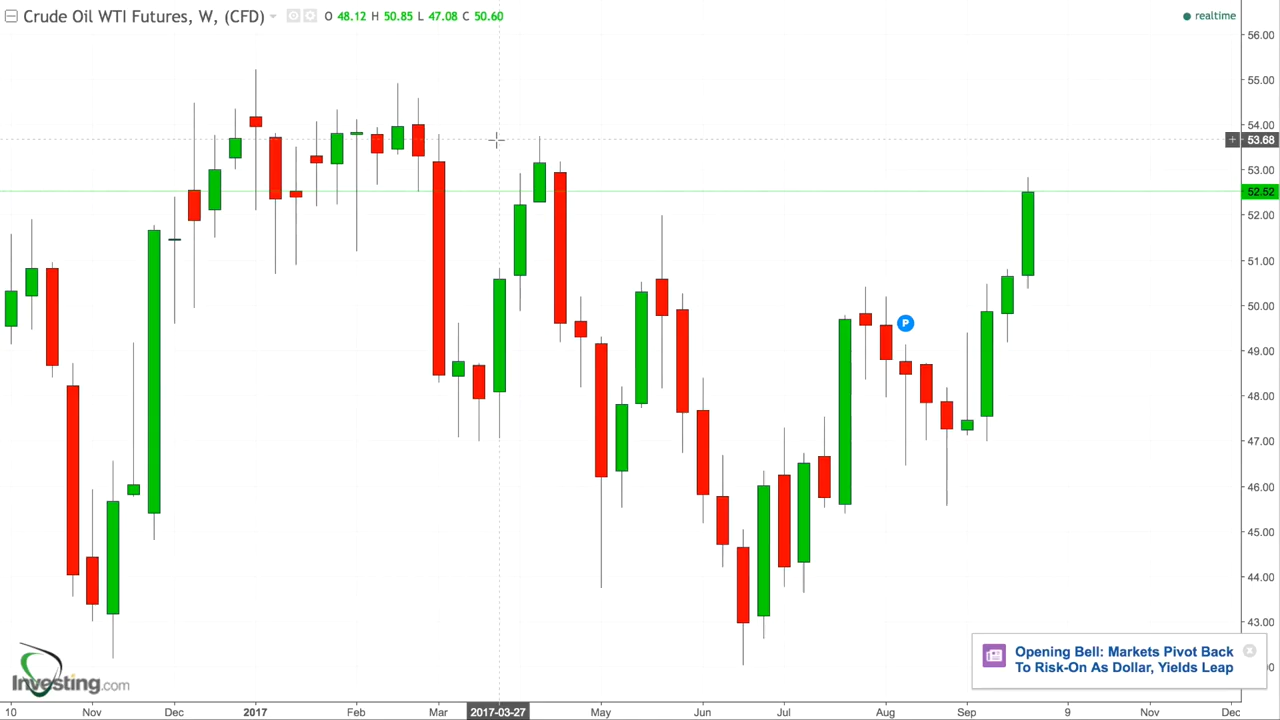 Crude Oil WTI Futures, W, (CFD) O 48.12 H 50.85 L 47.08 C 50.60
realtime
56.00
55.00
54.00
53.68
53.00
52.52
52.00
51.00
50.00
P
49.00
48.00
47.00
46.00
45.00
44.00
43.00
Opening Bell: Markets Pivot Back
To Risk-On As Dollar, Yields Leap
Investing.com
10 Nov Dec 2017 Feb Mar 2017-03-27 May Jun Jul Aug Sep 9 Nov Dec